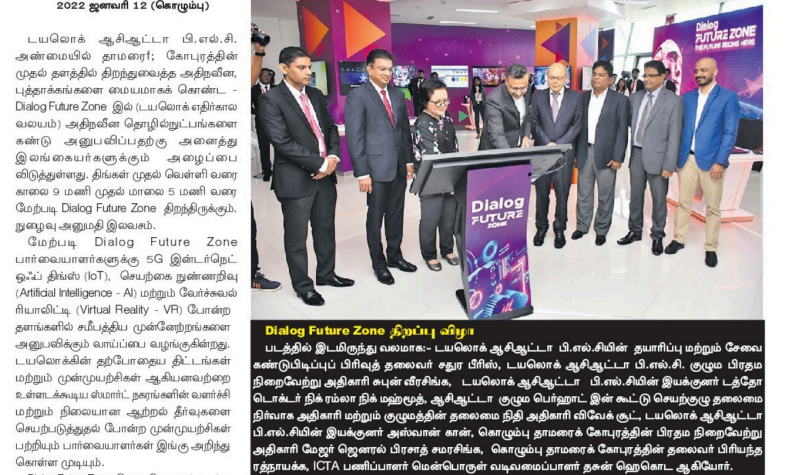 2022 ஜனவரி 12 (கொழும்பு)
டயலொக் ஆசிஆட்டா பி.எல்.சி.
அண்மையில் தாமரைf; கோபுரத்தின்
முதல் தளத்தில் திறந்துவைத்த அதிநவீன,
புத்தாக்கங்களை மையமாகக் கொண்ட -
Dialog Future Zone இல் (டயலொக் எதிர்கால
வலயம்) அதிநவீன தொழில்நுட்பங்களை
கண்டு அனுபவிப்பதற்கு அனைத்து
இலங்கையர்களுக்கும் அழைப்பை
விடுத்துள்ளது. திங்கள் முதல் வெள்ளி வரை
காலை 9 மணி முதல் மாலை 5 மணி வரை
மேற்படி Dialog Future Zone திறந்திருக்கும்.
நுழைவு அனுமதி இலவசம்.
மேற்படி Dialog Future Zone
பார்வையாளர்களுக்கு 5G இன்டர்நெட்
ஒஃப் திங்ஸ் (IoT), செயற்கை நுண்ணறிவு
(Artificial Intelligence - AI) மற்றும் வேர்ச்சுவல்
ரியாலிட்டி (Virtual Reality - VR) போன்ற
தளங்களில் சமீபத்திய முன்னேற்றங்களை
அனுபவிக்கும் வாய்ப்பை வழங்குகின்றது.
டயலொக்கின் தற்போதைய திட்டங்கள்
மற்றும் முன்முயற்சிகள் ஆகியனவற்றை
உள்ளடக்கூடிய ஸ்மார்ட் நகரங்களின் வளர்ச்சி
மற்றும் நிலையான ஆற்றல் தீர்வுகளை
செயற்படுத்துதல் போன்ற முன்முயற்சிகள்
பற்றியும் பார்வையாளர்கள் இங்கு அறிந்து
கொள்ள முடியும்.
Dialog
FUTURE ZONE
THE FUTURE BEGINS HERE
Dialog
FUTURE
ZONE
Dialog Future Zone திறப்பு விழா
படத்தில் இடமிருந்து வலமாக:- டயலொக் ஆசிஆட்டா பி.எல்.சியின் தயாரிப்பு மற்றும் சேவை
கண்டுபிடிப்புப் பிரிவுத் தலைவர் சதுர பீரிஸ், டயலொக் ஆசிஆட்டா பி.எல்.சி. குழும பிரதம
நிறைவேற்று அதிகாரி சுபுன் வீரசிங்க, டயலொக் ஆசிஆட்டா பி.எல்.சியின் இயக்குனர் டத்தோ
டொக்டர் நிக் ரம்லா நிக் மஹ்மூத், ஆசிஆட்டா குழும பெர்ஹாட் இன் கூட்டு செயற்குழு தலைமை
நிர்வாக அதிகாரி மற்றும் குழுமத்தின் தலைமை நிதி அதிகாரி விவேக் சூட், டயலொக் ஆசிஆட்டா
பி.எல்.சியின் இயக்குனர் அஸ்வான் கான், கொழும்பு தாமரைக் கோபுரத்தின் பிரதம நிறைவேற்று
அதிகாரி மேஜர் ஜெனரல் பிரசாத் சமரசிங்க, கொழும்பு தாமரைக் கோபுரத்தின் தலைவர் பிரியந்த
ரத்நாயக்க, ICTA பணிப்பாளர் மென்பொருள் வடிவமைப்பாளர் தசுன் ஹெகொட ஆகியோர்.